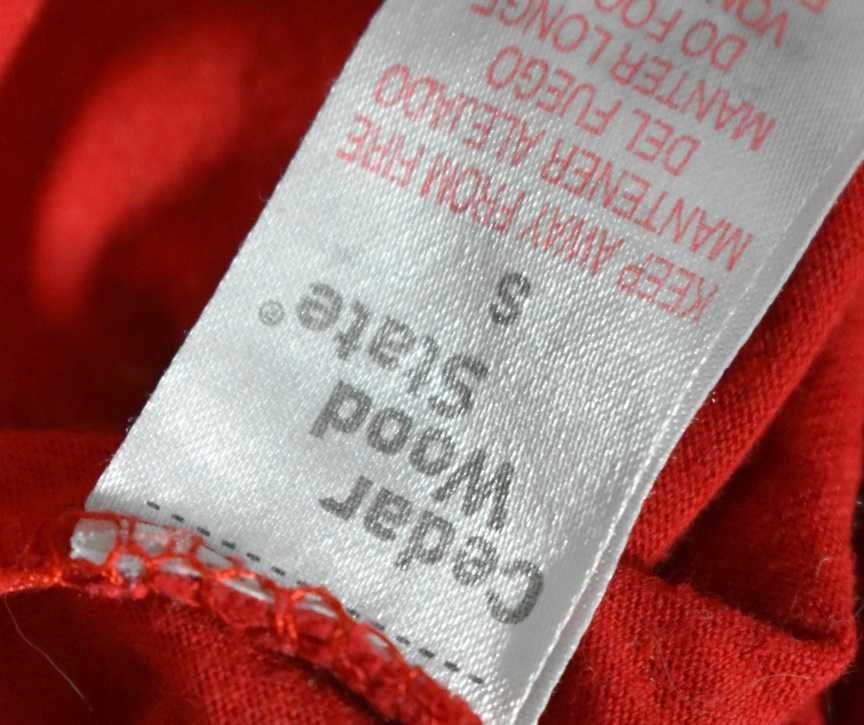 Cedar
Wood
State®
S
KEEP AWAY FROM FIRE
MANTENER ALEJADO
DEL FUEGO
MANTER LONGE
DO FOGO